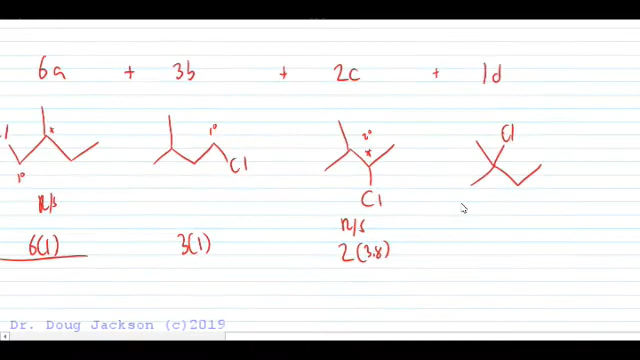 6a + 3b + 2c + 1d
Cl
1° * 1° Cl 2° * Cl Cl
R/S R/S
6(1) 3(1) 2(3.8)
Dr. Doug Jackson (c)2019